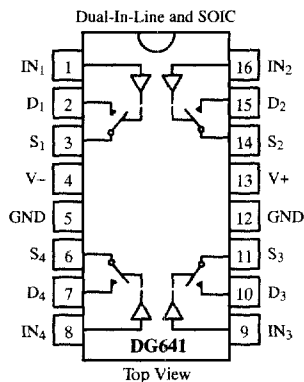 Dual-In-Line and SOIC
IN1 1 16 IN2
D1 2 15 D2
S1 3 14 S2
V− 4 13 V+
GND 5 12 GND
S4 6 11 S3
D4 7 10 D3
IN4 8 9 IN3
DG641
Top View